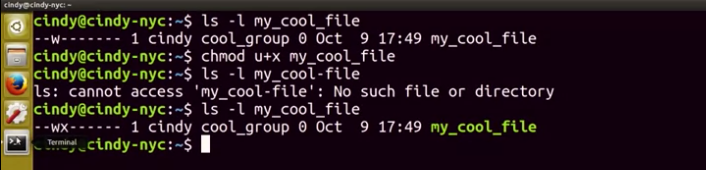 cindy@cindy-nyc: ~
cindy@cindy-nyc:~$ ls -l my_cool_file
--w------- 1 cindy cool_group 0 Oct  9 17:49 my_cool_file
cindy@cindy-nyc:~$ chmod u+x my_cool_file
cindy@cindy-nyc:~$ ls -l my_cool-file
ls: cannot access 'my_cool-file': No such file or directory
cindy@cindy-nyc:~$ ls -l my_cool_file
--wx------ 1 cindy cool_group 0 Oct  9 17:49 my_cool_file
Terminal
cindy@cindy-nyc:~$